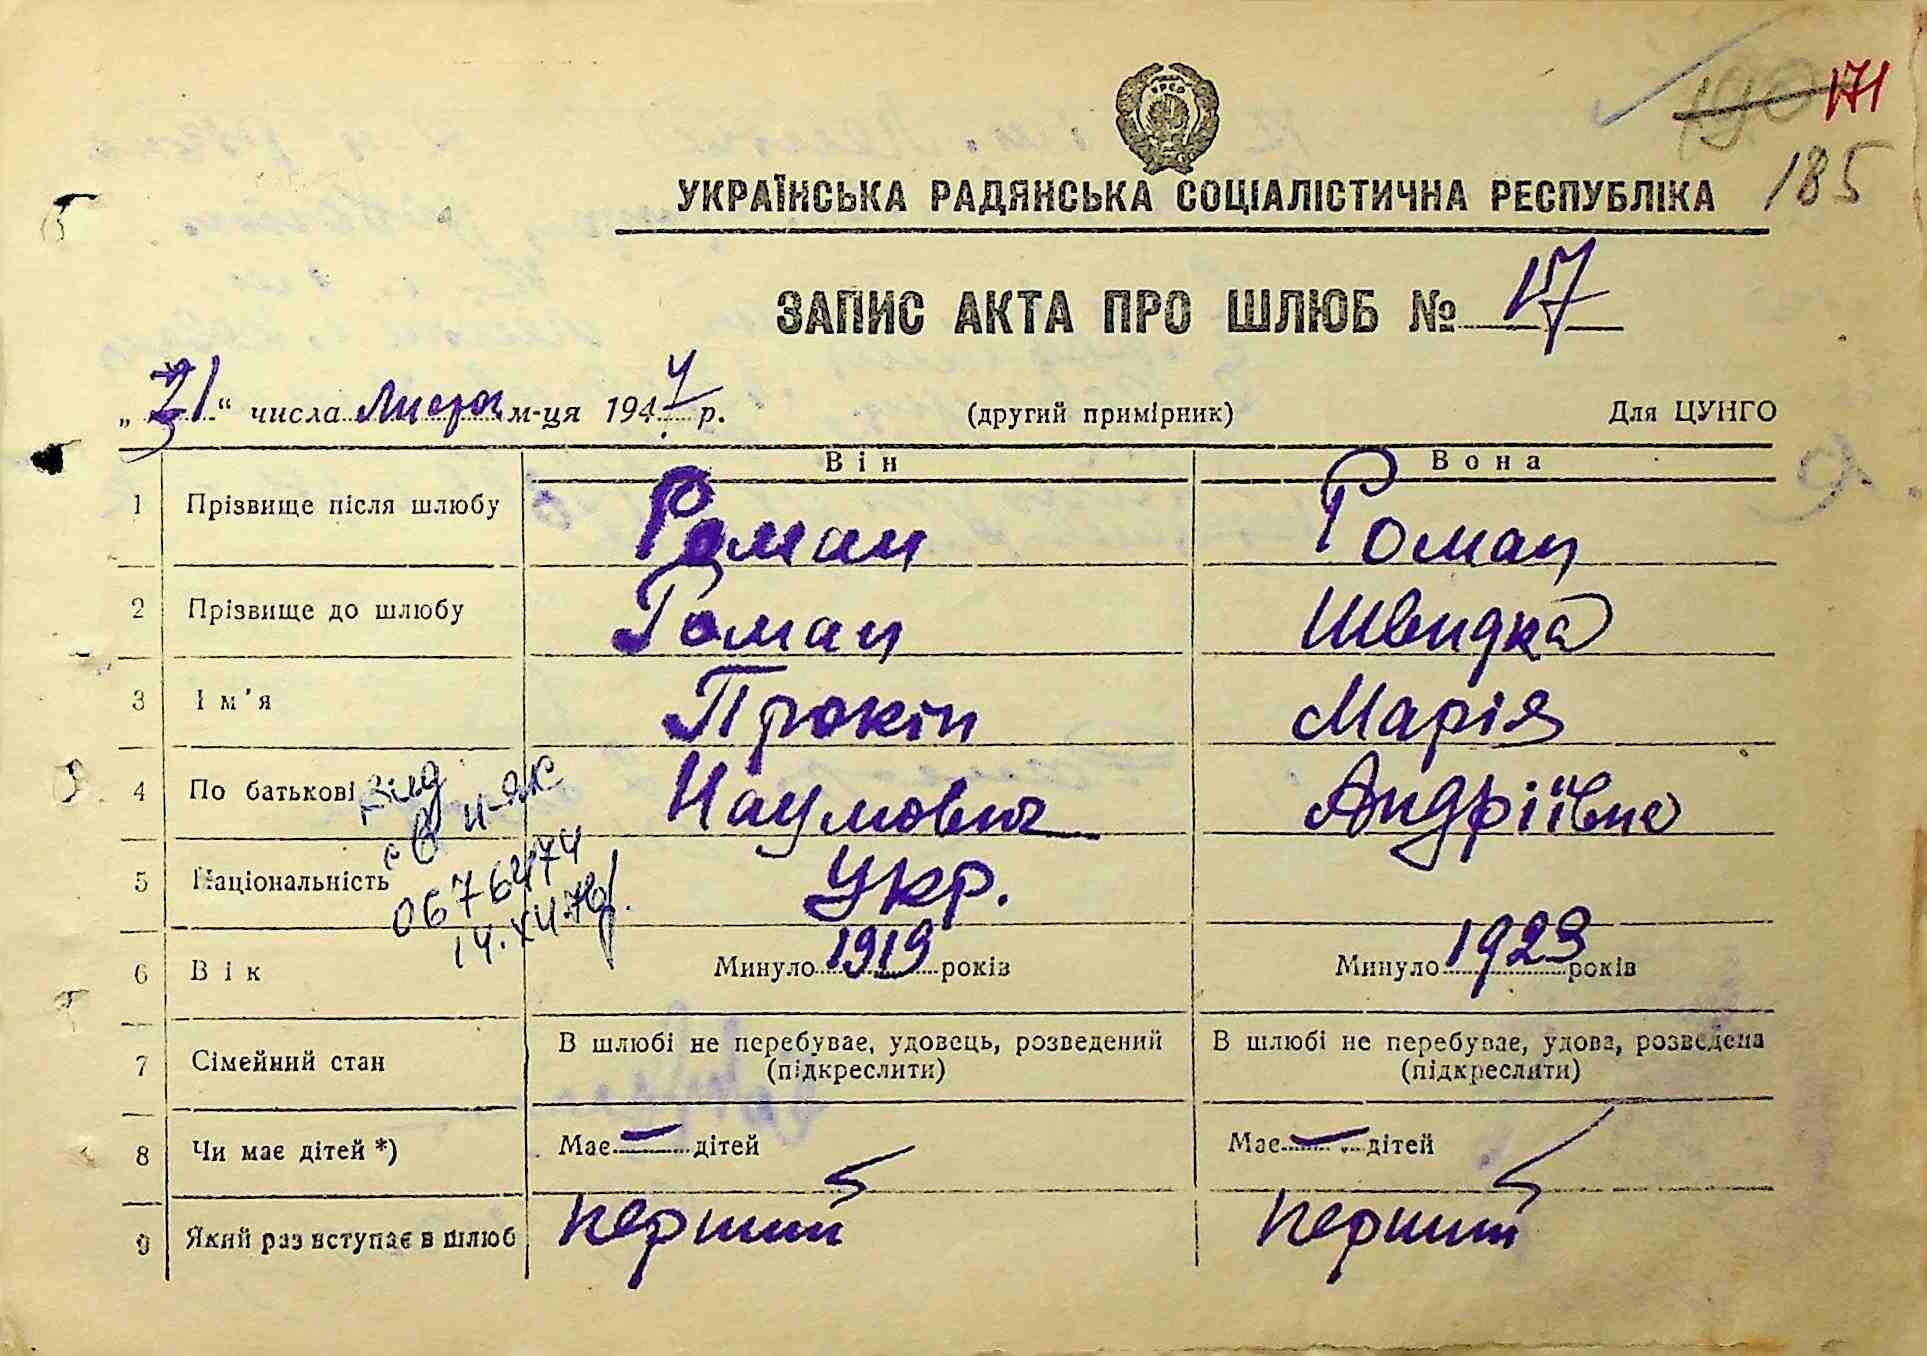 171
190
185
УРСР
УКРАЇНСЬКА РАДЯНСЬКА СОЦІАЛІСТИЧНА РЕСПУБЛІКА
ЗАПИС АКТА ПРО ШЛЮБ № 17
„ “ числа м-ця 1944 р. (другий примірник) Для ЦУНГО
Він Вона
1 Прізвище після шлюбу Роман Роман
2 Прізвище до шлюбу Роман Швидка
3 Ім'я Прокіп Марія
4 По батькові Наумович Андріївна
5 Національність Укр.
067 14.XII.
6 Вік Минуло 1919 років Минуло 1923 років
7 Сімейний стан В шлюбі не перебуває, удовець, розведений В шлюбі не перебуває, удова, розведена
(підкреслити) (підкреслити)
8 Чи має дітей *) Має — дітей Має — дітей
9 Який раз вступає в шлюб перший перший